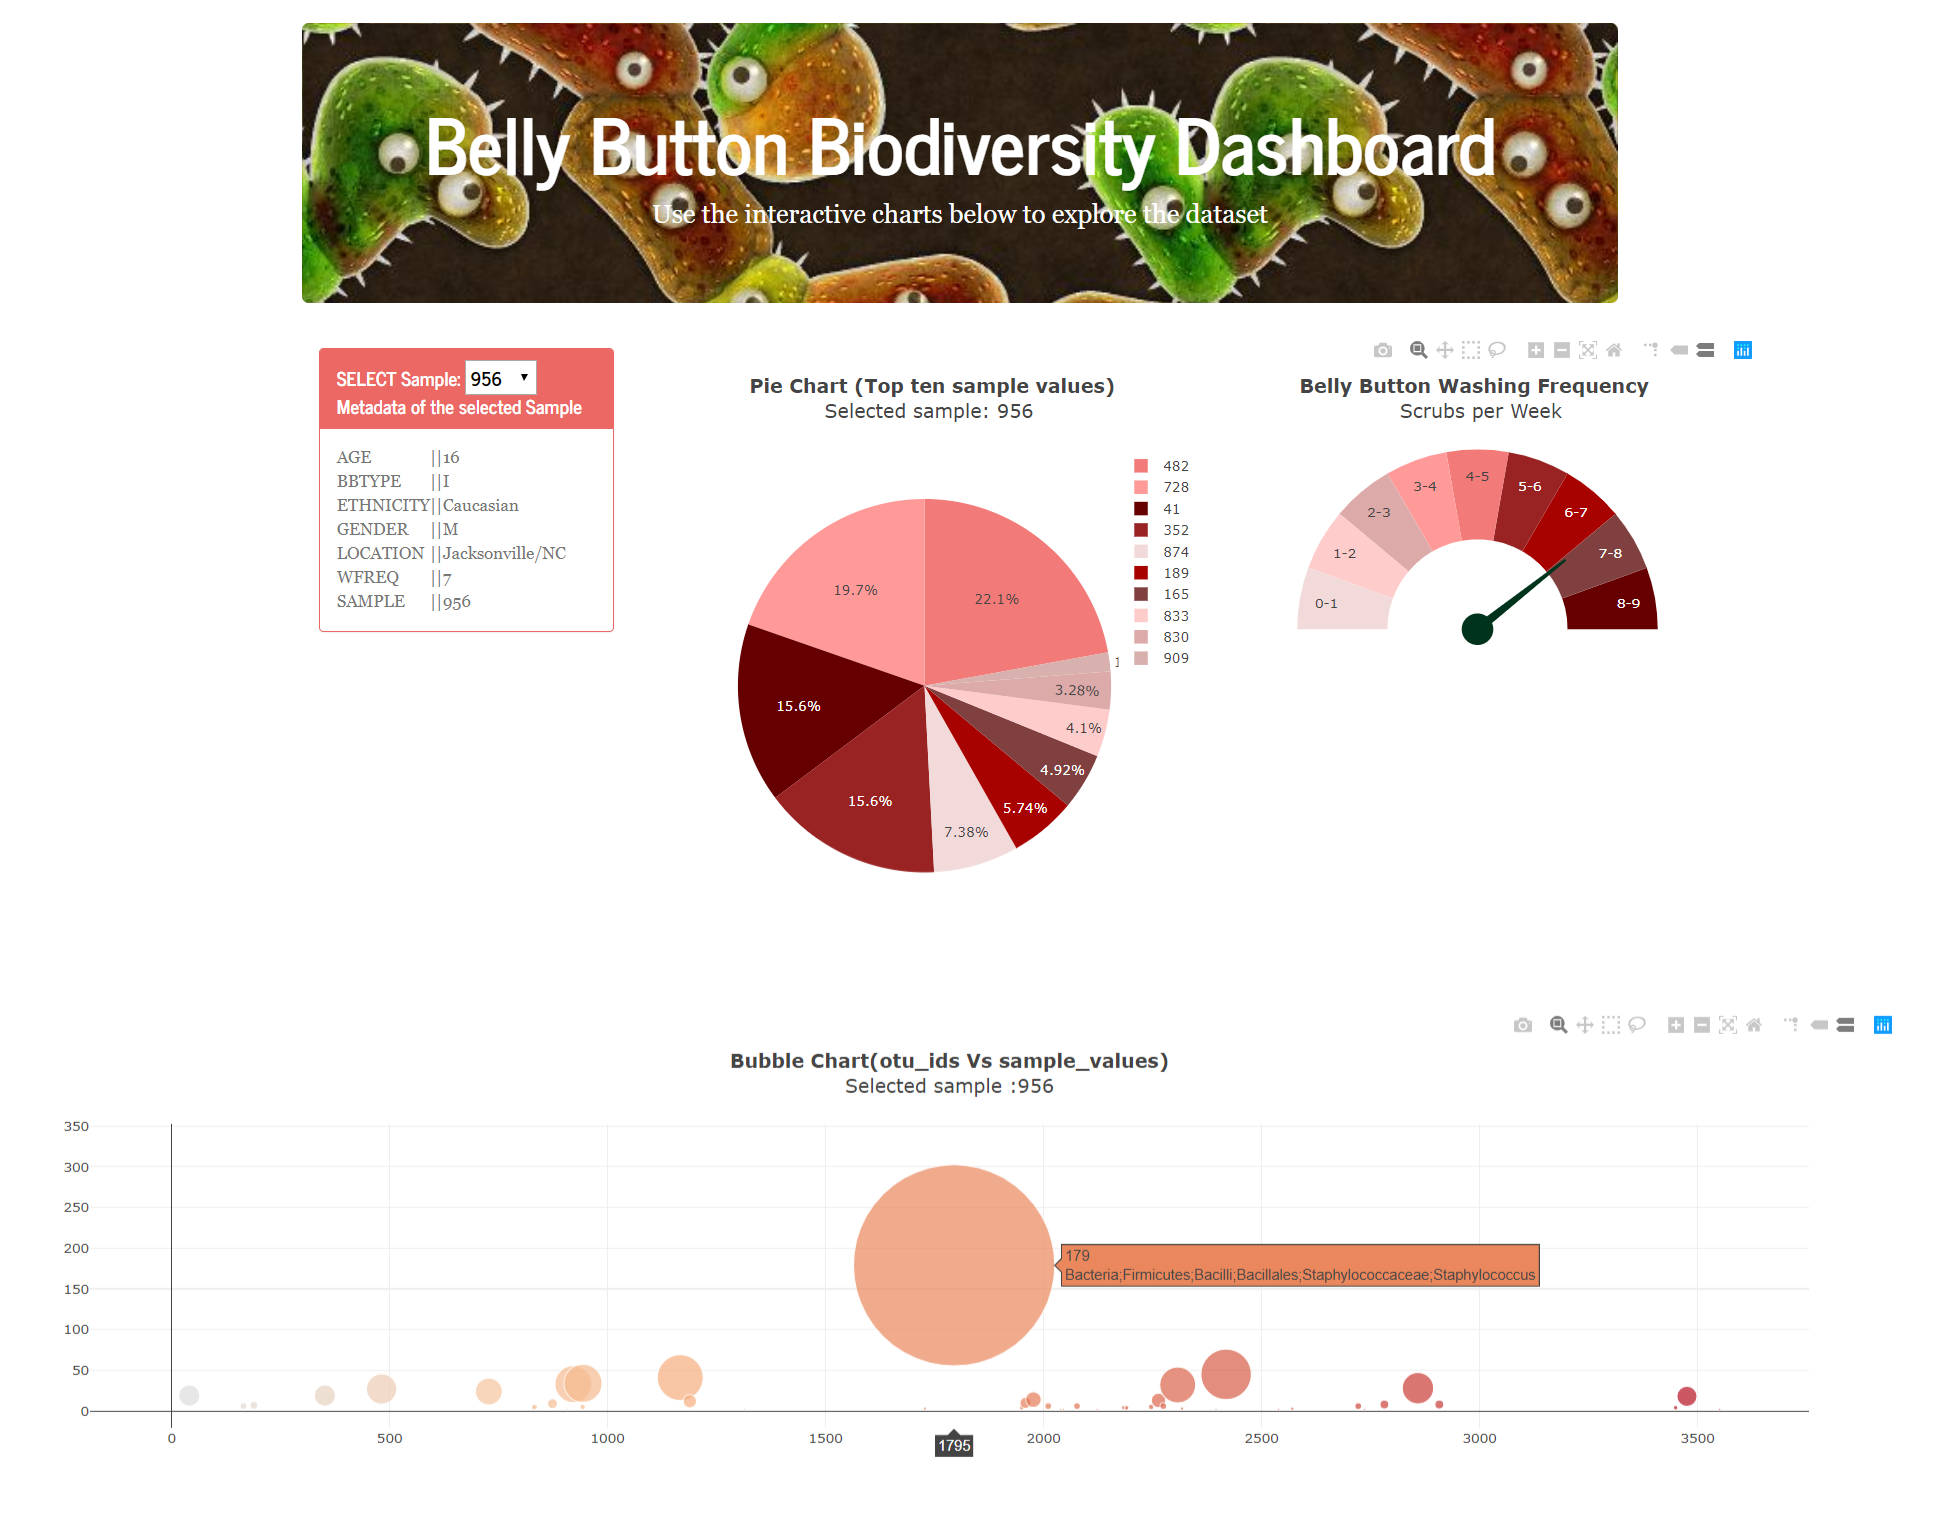 Belly Button Biodiversity Dashboard
Use the interactive charts below to explore the dataset
SELECT Sample: 956
Metadata of the selected Sample
AGE ||16
BBTYPE ||I
ETHNICITY||Caucasian
GENDER ||M
LOCATION ||Jacksonville/NC
WFREQ ||7
SAMPLE ||956
Pie Chart (Top ten sample values)
Selected sample: 956
22.1%
19.7%
15.6%
15.6%
7.38%
5.74%
4.92%
4.1%
3.28%
482
728
41
352
874
189
165
833
830
909
Belly Button Washing Frequency
Scrubs per Week
0-1
1-2
2-3
3-4
4-5
5-6
6-7
7-8
8-9
Bubble Chart(otu_ids Vs sample_values)
Selected sample :956
350
300
250
200
150
100
50
0
179
Bacteria;Firmicutes;Bacilli;Bacillales;Staphylococcaceae;Staphylococcus
0
500
1000
1500
1795
2000
2500
3000
3500